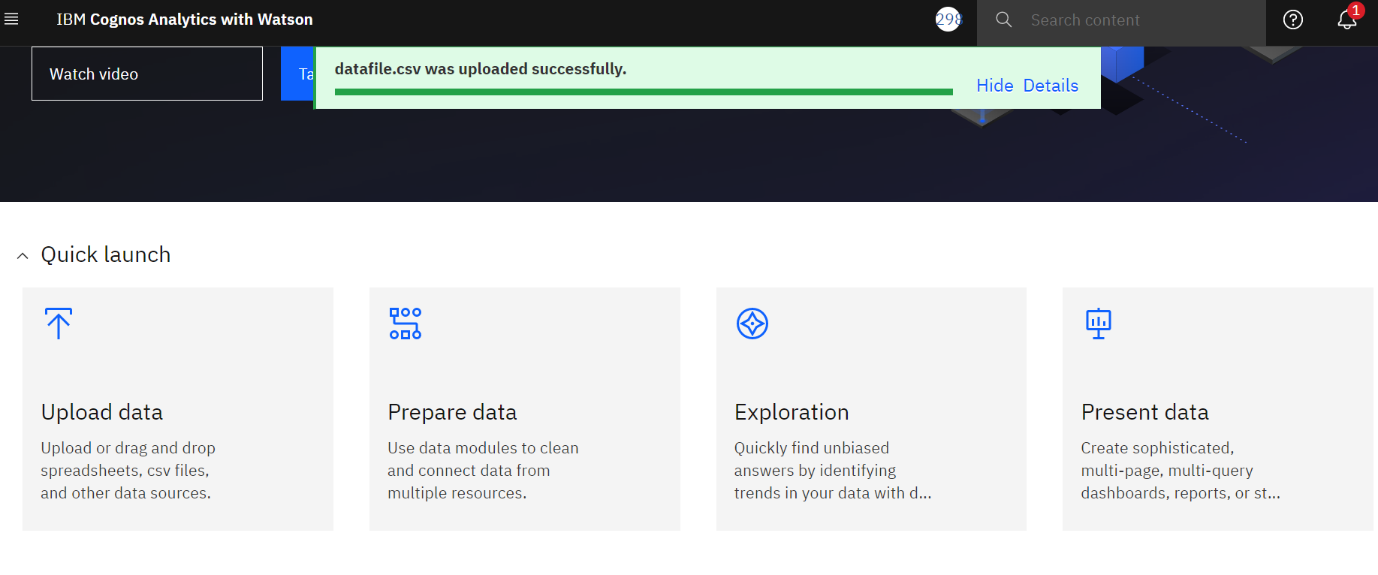 IBM Cognos Analytics with Watson
298
Search content
1
Watch video
Ta
datafile.csv was uploaded successfully.
Hide Details
Quick launch
Upload data
Upload or drag and drop
spreadsheets, csv files,
and other data sources.
Prepare data
Use data modules to clean
and connect data from
multiple resources.
Exploration
Quickly find unbiased
answers by identifying
trends in your data with d...
Present data
Create sophisticated,
multi-page, multi-query
dashboards, reports, or st...